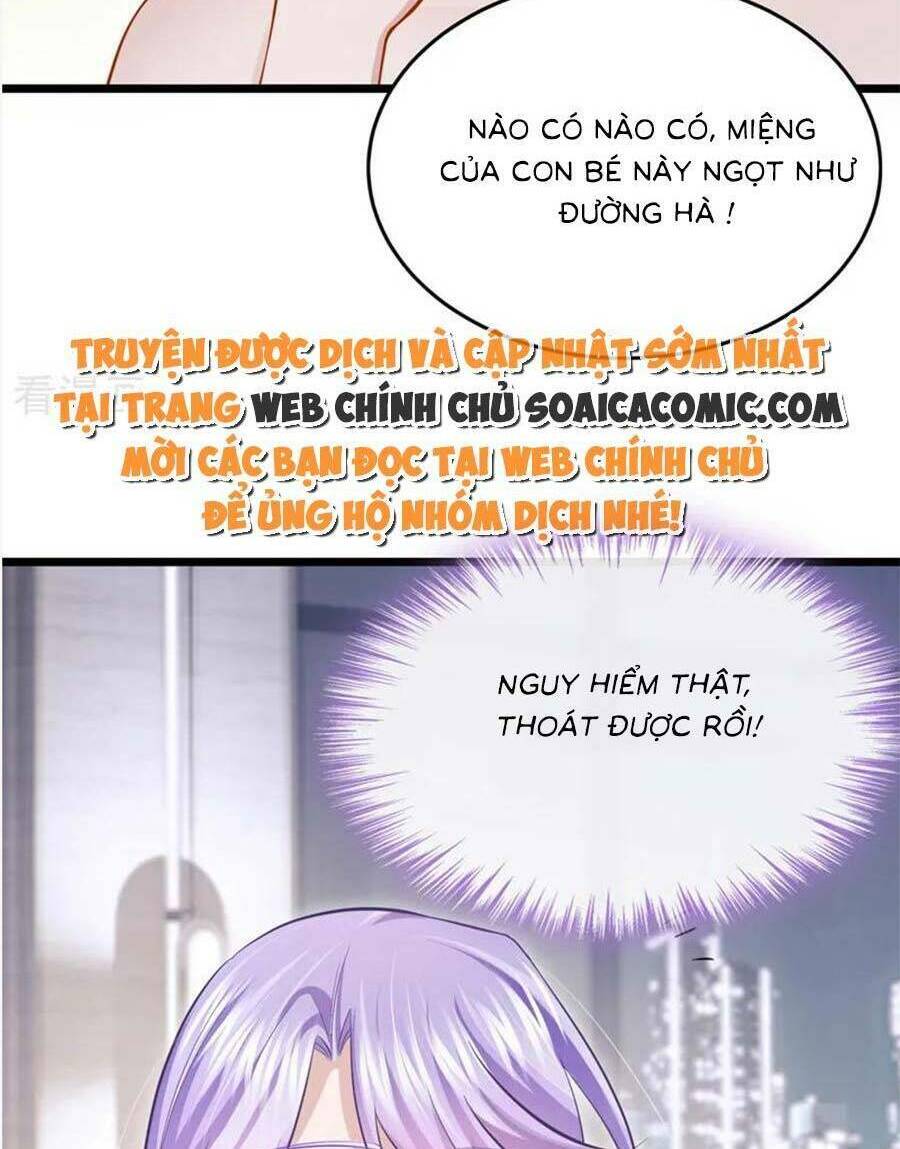 NÀO CÓ NÀO CÓ, MIỆNG
CỦA CON BÉ NÀY NGỌT NHƯ
ĐƯỜNG HÀ !
TRUYỆN ĐƯỢC DỊCH VÀ CẬP NHẬT SỚM NHẤT
看漫
TẠI TRANG WEB CHÍNH CHỦ SOAICACOMIC.COM
MỜI CÁC BẠN ĐỌC TẠI WEB CHÍNH CHỦ
ĐỂ ỦNG HỘ NHÓM DỊCH NHÉ!
NGUY HIỂM THẬT,
THOÁT ĐƯỢC RỒI!